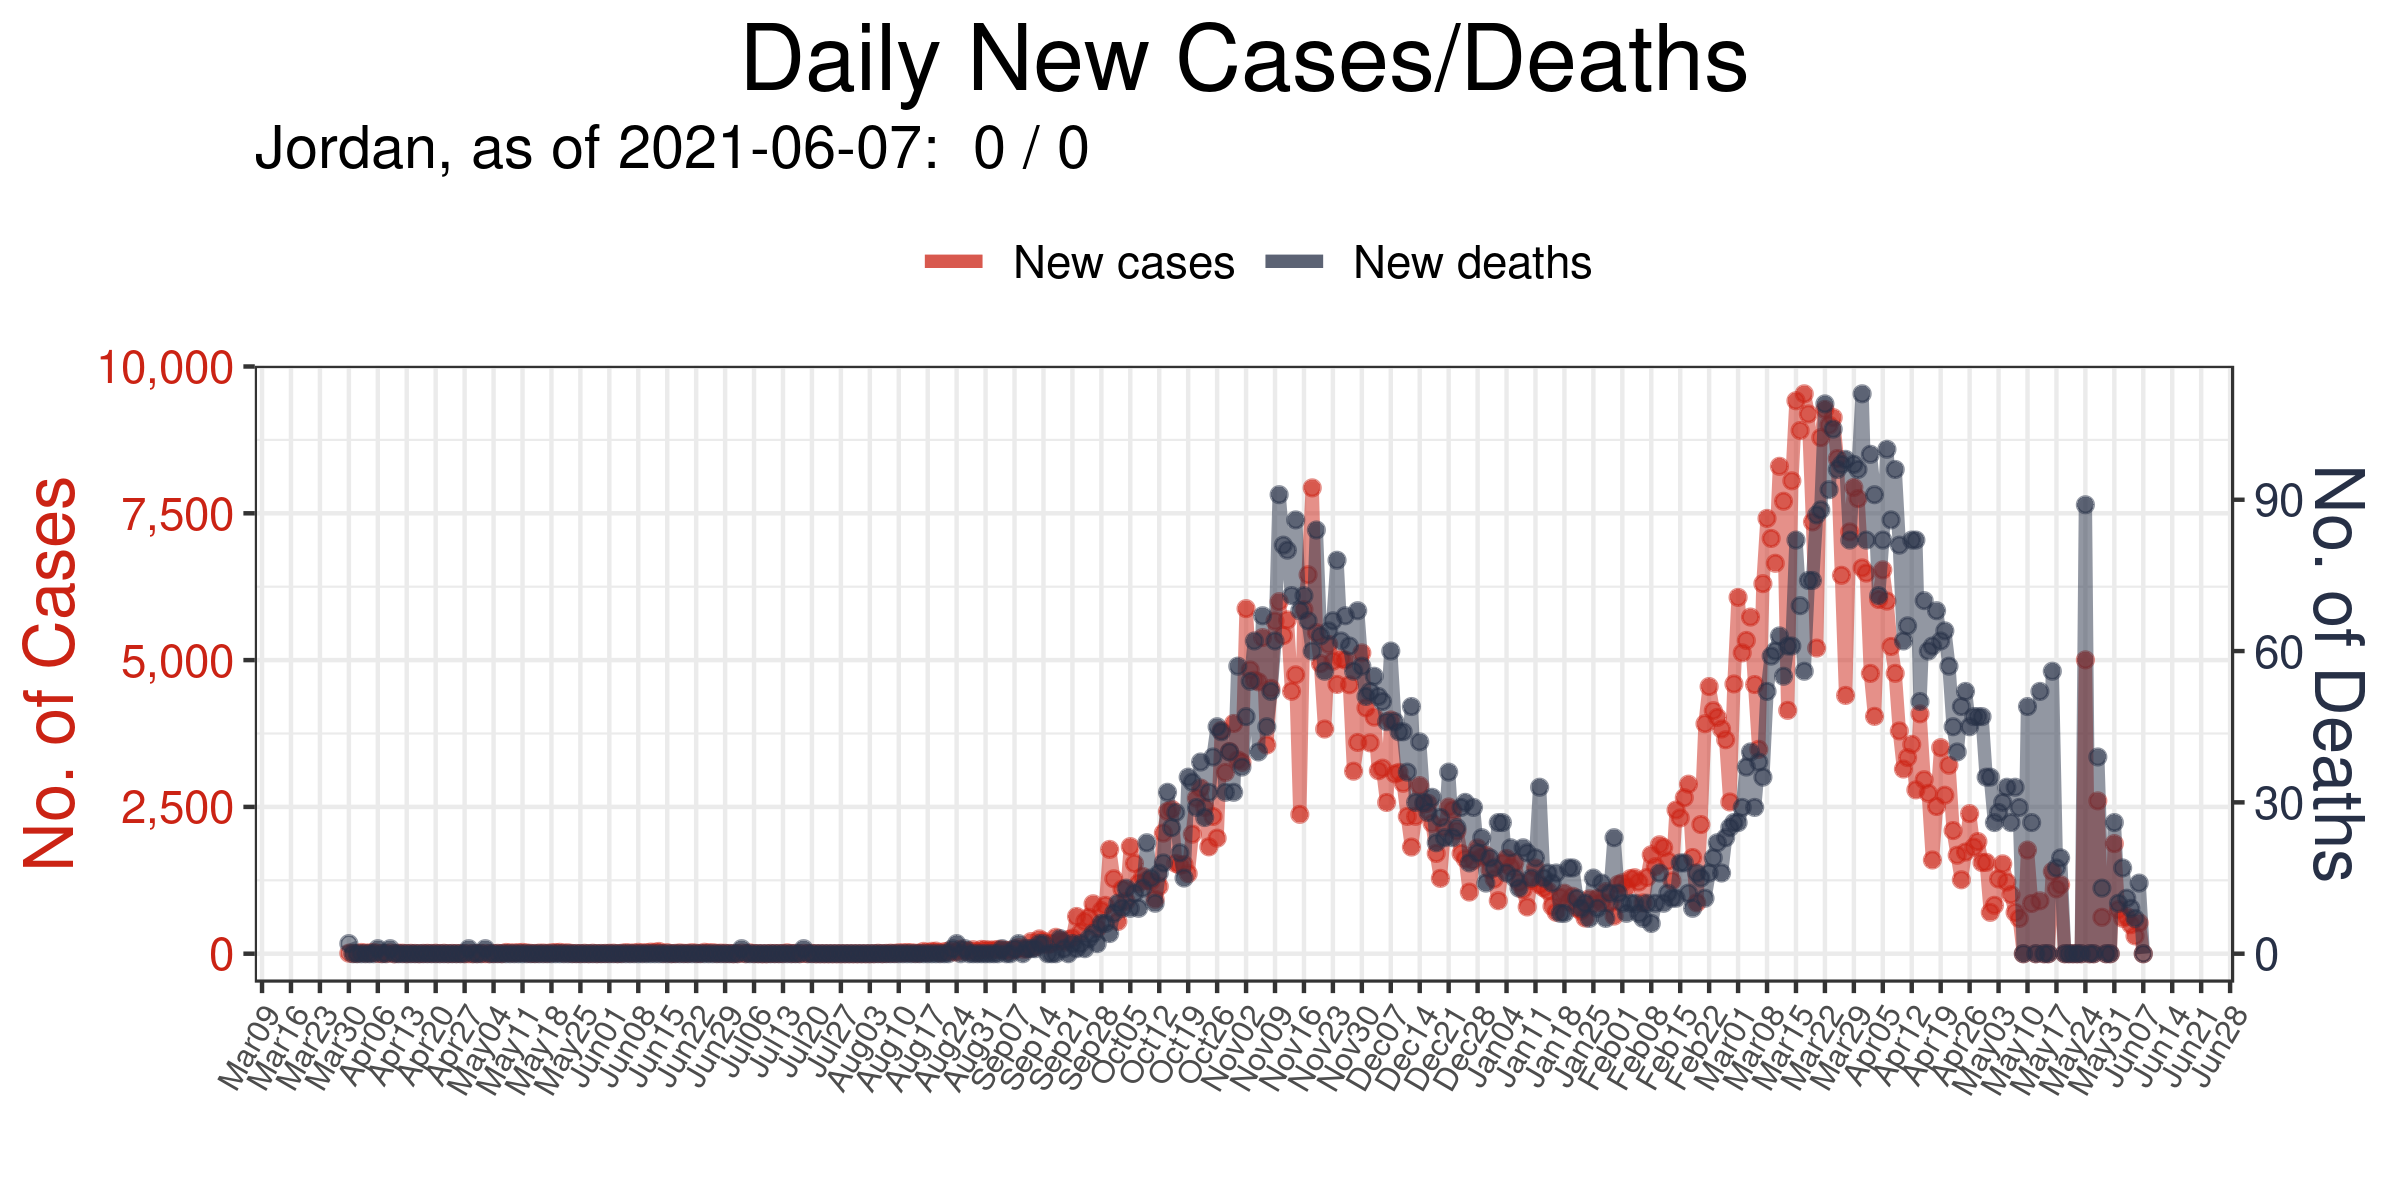 Daily New Cases/Deaths
Jordan, as of 2021-06-07:  0 / 0
New cases
New deaths
No. of Cases
10,000
7,500
5,000
2,500
0
90
60
30
0
No. of Deaths
Mar09
Mar16
Mar23
Mar30
Apr06
Apr13
Apr20
Apr27
May04
May11
May18
May25
Jun01
Jun08
Jun15
Jun22
Jun29
Jul06
Jul13
Jul20
Jul27
Aug03
Aug10
Aug17
Aug24
Aug31
Sep07
Sep14
Sep21
Sep28
Oct05
Oct12
Oct19
Oct26
Nov02
Nov09
Nov16
Nov23
Nov30
Dec07
Dec14
Dec21
Dec28
Jan04
Jan11
Jan18
Jan25
Feb01
Feb08
Feb15
Feb22
Mar01
Mar08
Mar15
Mar22
Mar29
Apr05
Apr12
Apr19
Apr26
May03
May10
May17
May24
May31
Jun07
Jun14
Jun21
Jun28